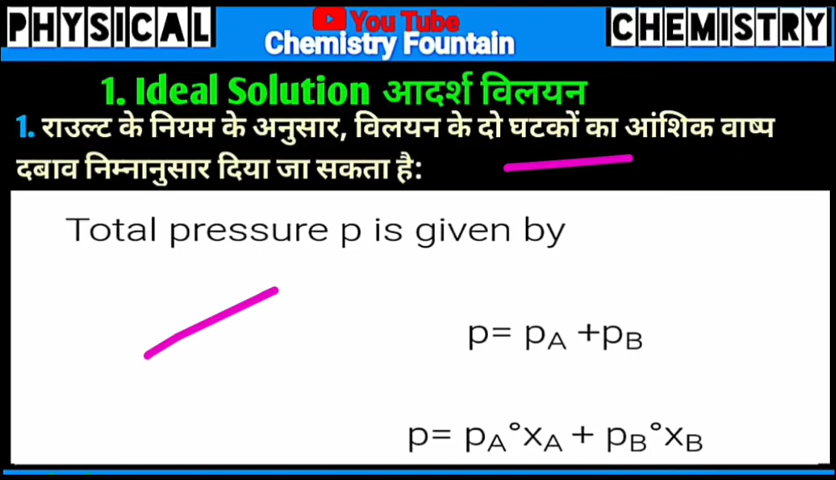 PHYSICAL
You Tube
Chemistry Fountain
CHEMISTRY
1. Ideal Solution आदर्श विलयन
1. राउल्ट के नियम के अनुसार, विलयन के दो घटकों का आंशिक वाष्प
दबाव निम्नानुसार दिया जा सकता है:
Total pressure p is given by
p= pA +pB
p= pA°xA + pB°xB